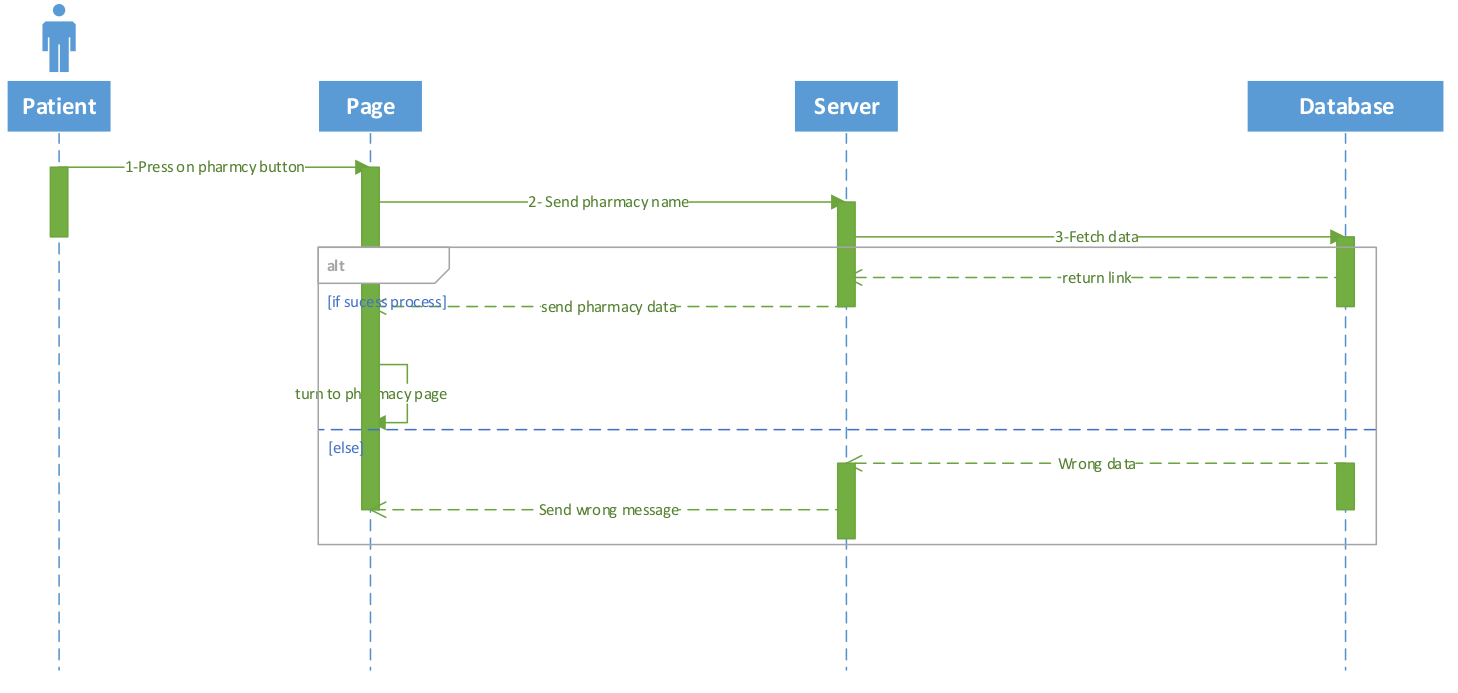 Patient
Page
Server
Database
1-Press on pharmcy button
2- Send pharmacy name
3-Fetch data
alt
return link
[if sucess process]
send pharmacy data
turn to pharmacy page
[else]
Wrong data
Send wrong message